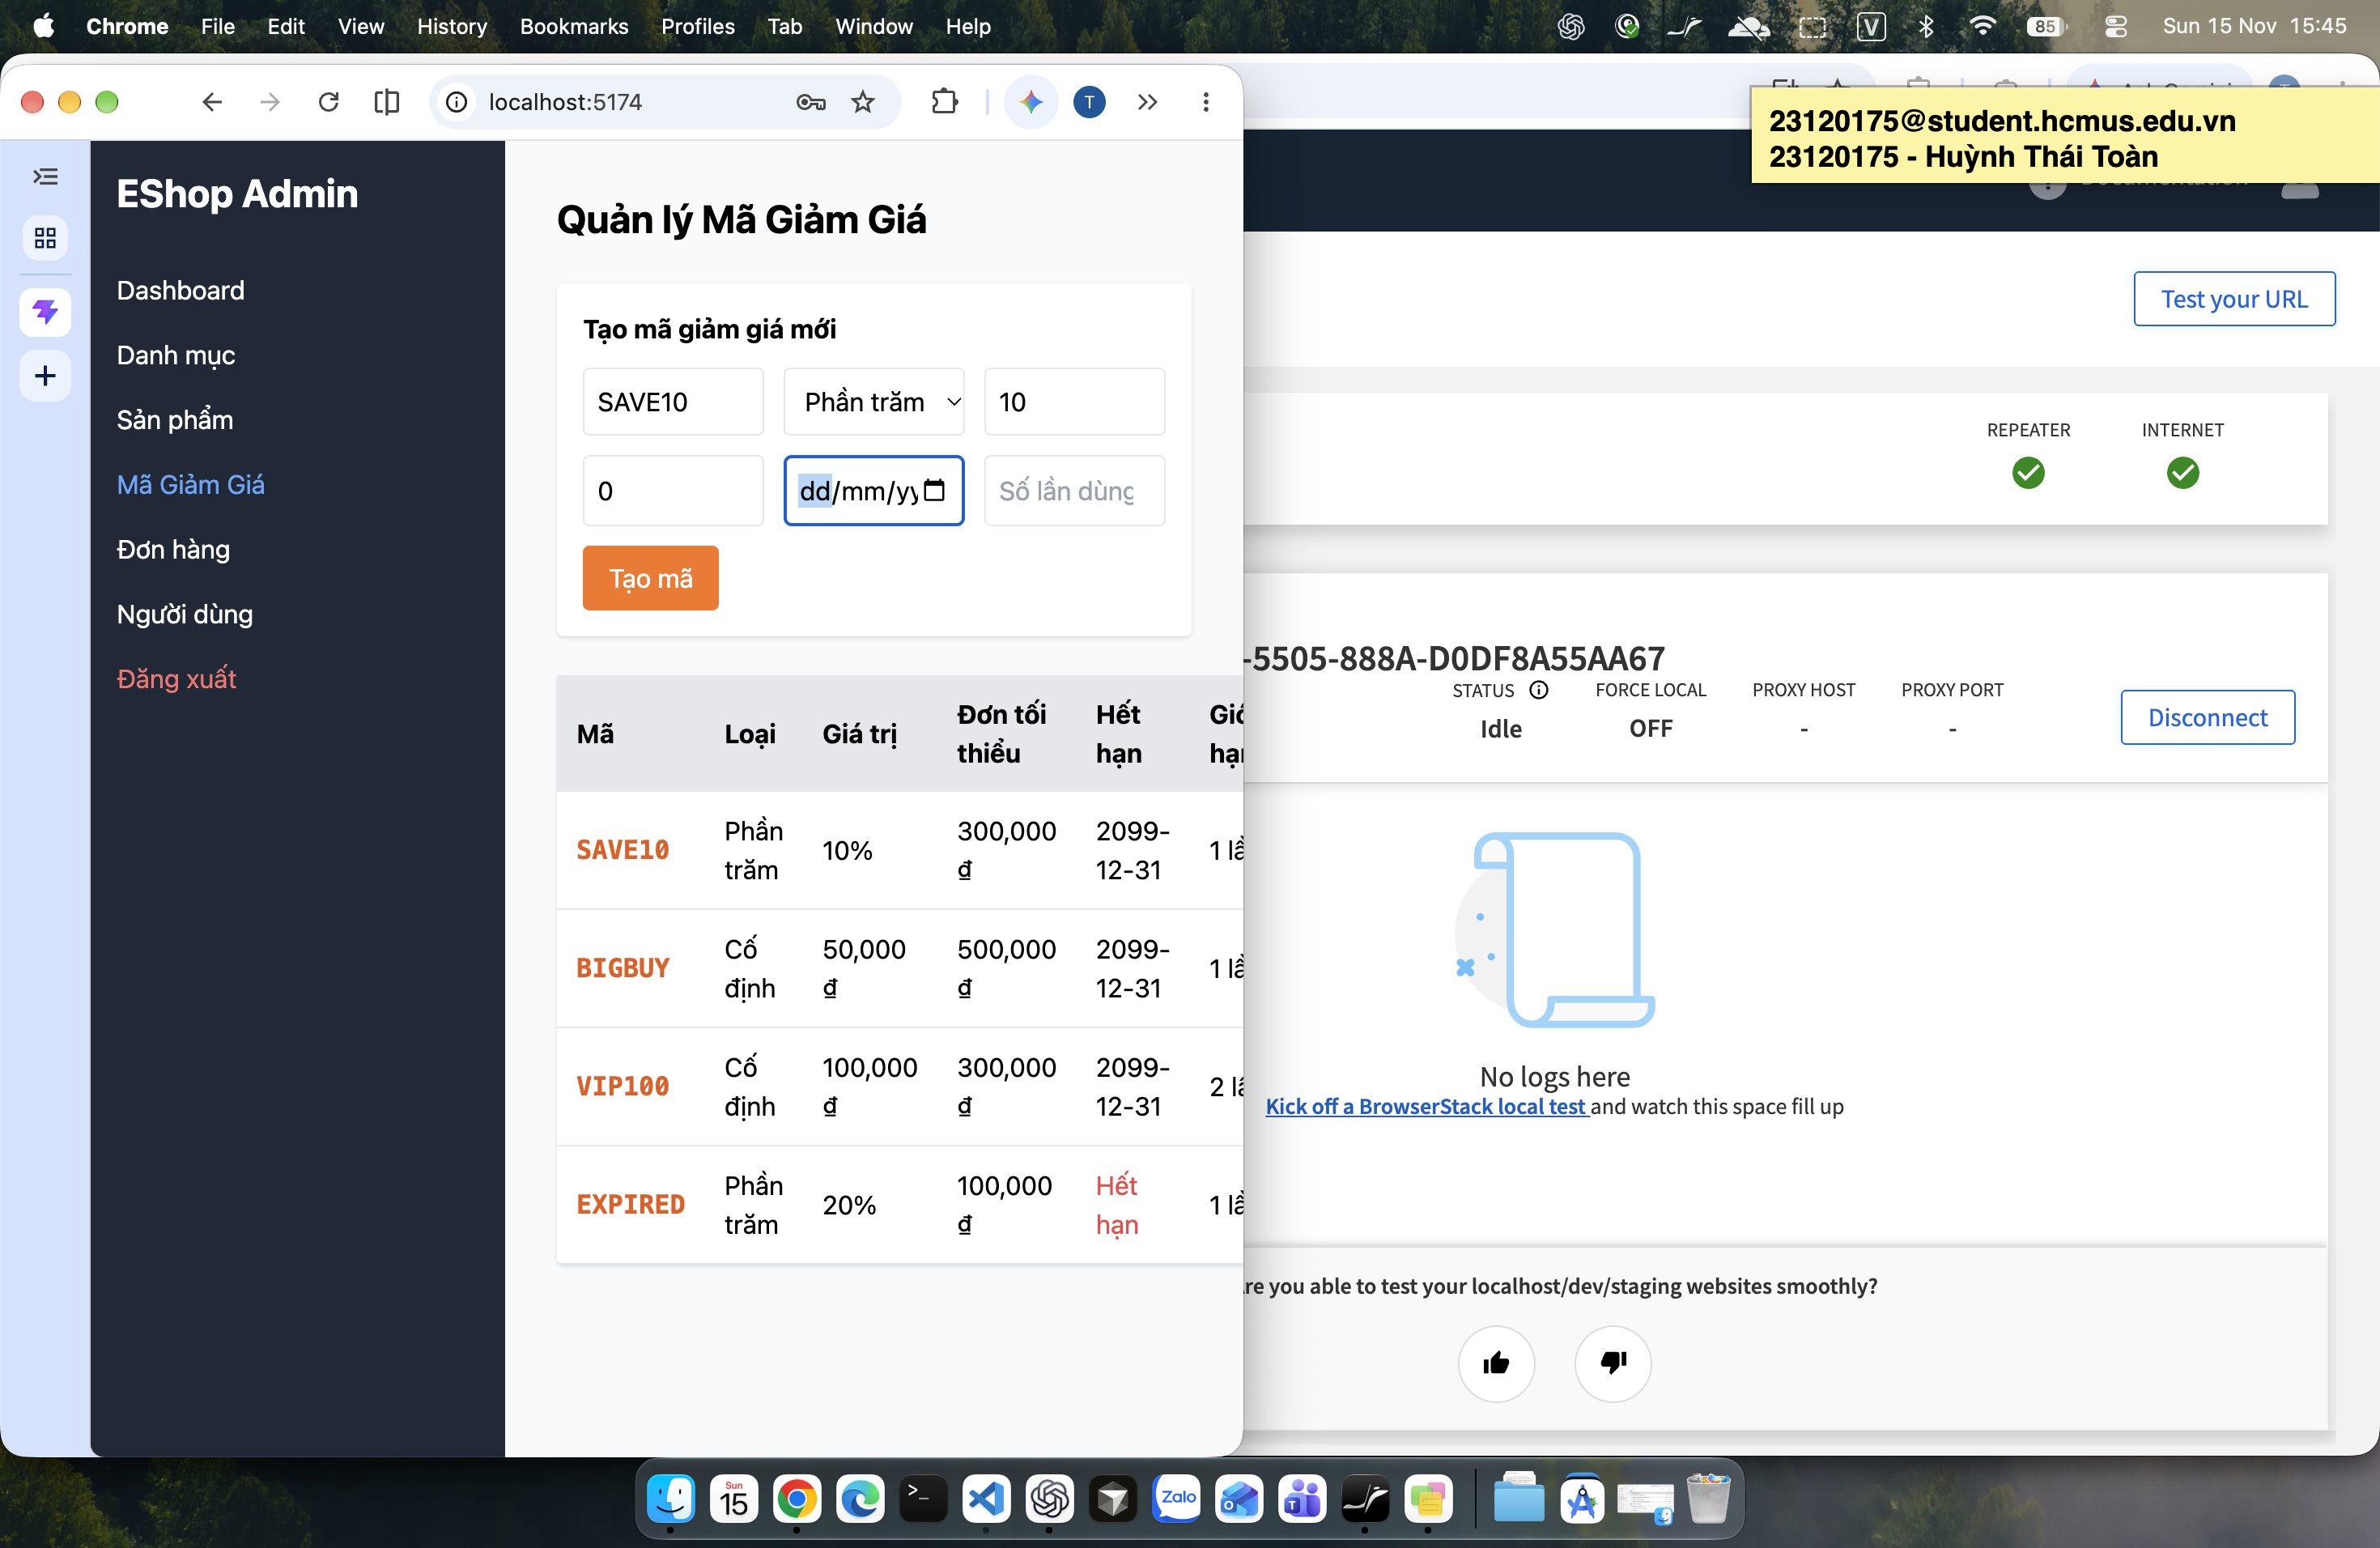 Chrome File Edit View History Bookmarks Profiles Tab Window Help
V 85 Sun 15 Nov 15:45
localhost:5174
T
23120175@student.hcmus.edu.vn
23120175 - Huỳnh Thái Toàn
EShop Admin
Dashboard
Danh mục
Sản phẩm
Mã Giảm Giá
Đơn hàng
Người dùng
Đăng xuất
Quản lý Mã Giảm Giá
Tạo mã giảm giá mới
SAVE10 Phần trăm 10
0 dd/mm/yy Số lần dùng
Tạo mã
Mã Loại Giá trị Đơn tối thiểu Hết hạn
SAVE10 Phần trăm 10% 300,000 ₫ 2099-12-31 1
BIGBUY Cố định 50,000 ₫ 500,000 ₫ 2099-12-31 1
VIP100 Cố định 100,000 ₫ 300,000 ₫ 2099-12-31 2
EXPIRED Phần trăm 20% 100,000 ₫ Hết hạn 1
Test your URL
REPEATER INTERNET
-5505-888A-D0DF8A55AA67
STATUS FORCE LOCAL PROXY HOST PROXY PORT
Idle OFF - -
Disconnect
No logs here
Kick off a BrowserStack local test and watch this space fill up
re you able to test your localhost/dev/staging websites smoothly?
Sun
15
Zalo